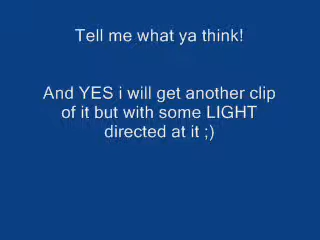 Tell me what ya think!
And YES i will get another clip
of it but with some LIGHT
directed at it ;)